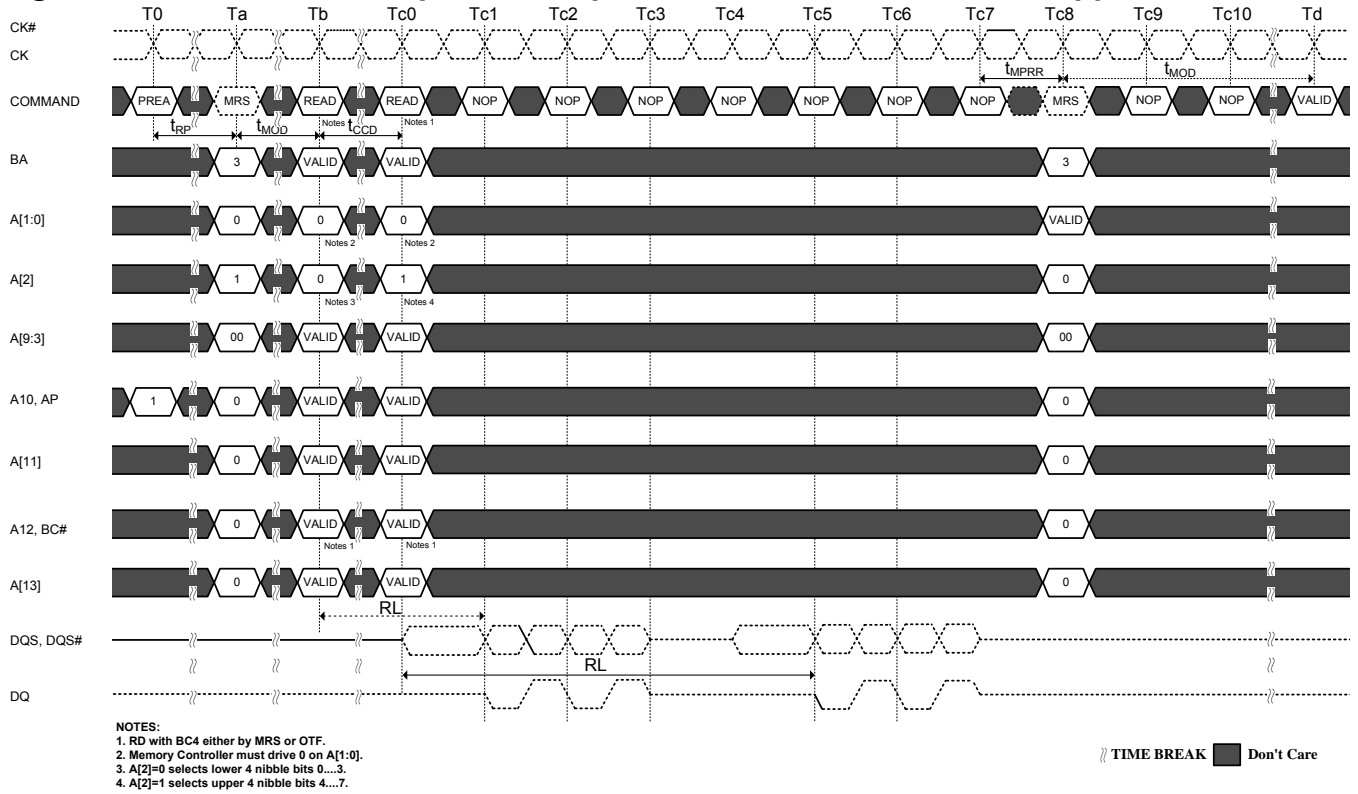 T0 Ta Tb Tc0 Tc1 Tc2 Tc3 Tc4 Tc5 Tc6 Tc7 Tc8 Tc9 Tc10 Td
CK#
CK
tMPRR tMOD
COMMAND PREA MRS READ READ NOP NOP NOP NOP NOP NOP NOP MRS NOP NOP VALID
Notes 1 Notes 1
tRP tMOD tCCD
BA 3 VALID VALID 3
A[1:0] 0 0 0 VALID
Notes 2 Notes 2
A[2] 1 0 1 0
Notes 3 Notes 4
A[9:3] 00 VALID VALID 00
A10, AP 1 0 VALID VALID 0
A[11] 0 VALID VALID 0
A12, BC# 0 VALID VALID 0
Notes 1 Notes 1
A[13] 0 VALID VALID 0
RL
DQS, DQS#
RL
DQ
NOTES:
1. RD with BC4 either by MRS or OTF.
2. Memory Controller must drive 0 on A[1:0].
3. A[2]=0 selects lower 4 nibble bits 0....3.
4. A[2]=1 selects upper 4 nibble bits 4....7.
TIME BREAK Don't Care